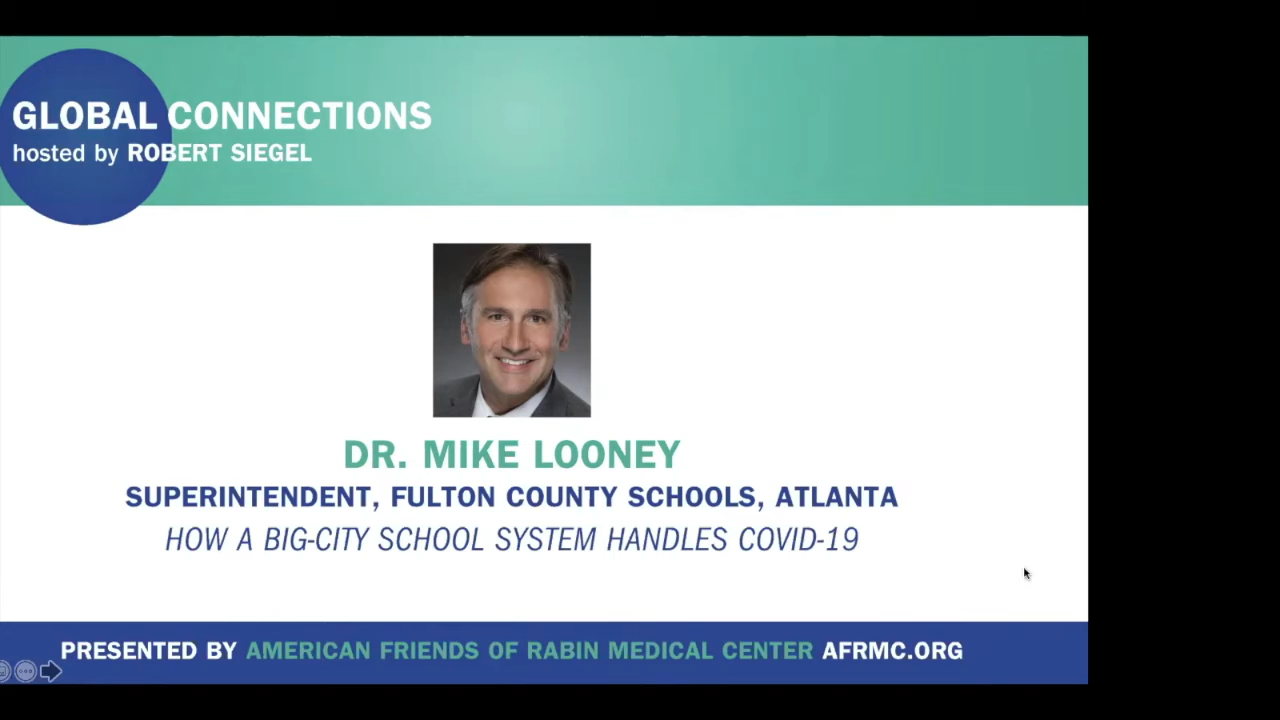 GLOBAL CONNECTIONS
hosted by ROBERT SIEGEL
DR. MIKE LOONEY
SUPERINTENDENT, FULTON COUNTY SCHOOLS, ATLANTA
HOW A BIG-CITY SCHOOL SYSTEM HANDLES COVID-19
PRESENTED BY AMERICAN FRIENDS OF RABIN MEDICAL CENTER AFRMC.ORG